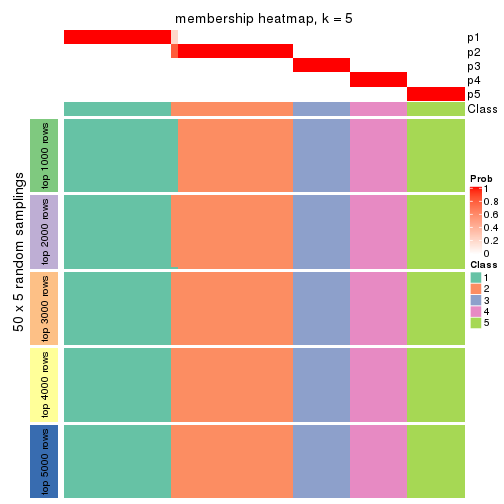 membership heatmap, k = 5
p1
p2
p3
p4
p5
Class
50 x 5 random samplings
top 1000 rows
top 2000 rows
top 3000 rows
top 4000 rows
top 5000 rows
Prob
1
0.8
0.6
0.4
0.2
0
Class
1
2
3
4
5